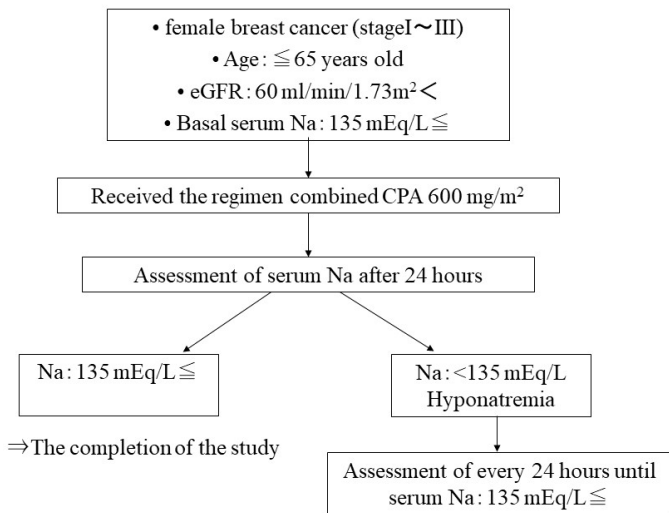 • female breast cancer (stageI～III)
• Age: ≦65 years old
• eGFR: 60 ml/min/1.73m²＜
• Basal serum Na: 135 mEq/L≦
Received the regimen combined CPA 600 mg/m²
Assessment of serum Na after 24 hours
Na: 135 mEq/L≦
Na: <135 mEq/L
Hyponatremia
⇒The completion of the study
Assessment of every 24 hours until
serum Na: 135 mEq/L≦